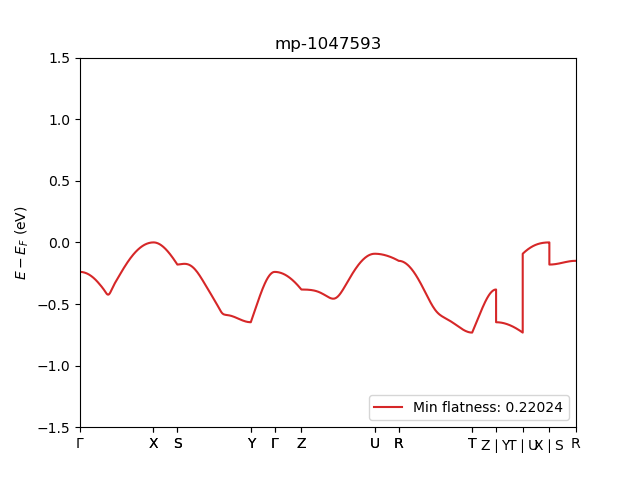 mp-1047593
1.5
1.0
0.5
0.0
−0.5
−1.0
−1.5
E − E_F (eV)
Min flatness: 0.22024
Γ X S Y Γ Z U R T Z | Y T | U X | S R